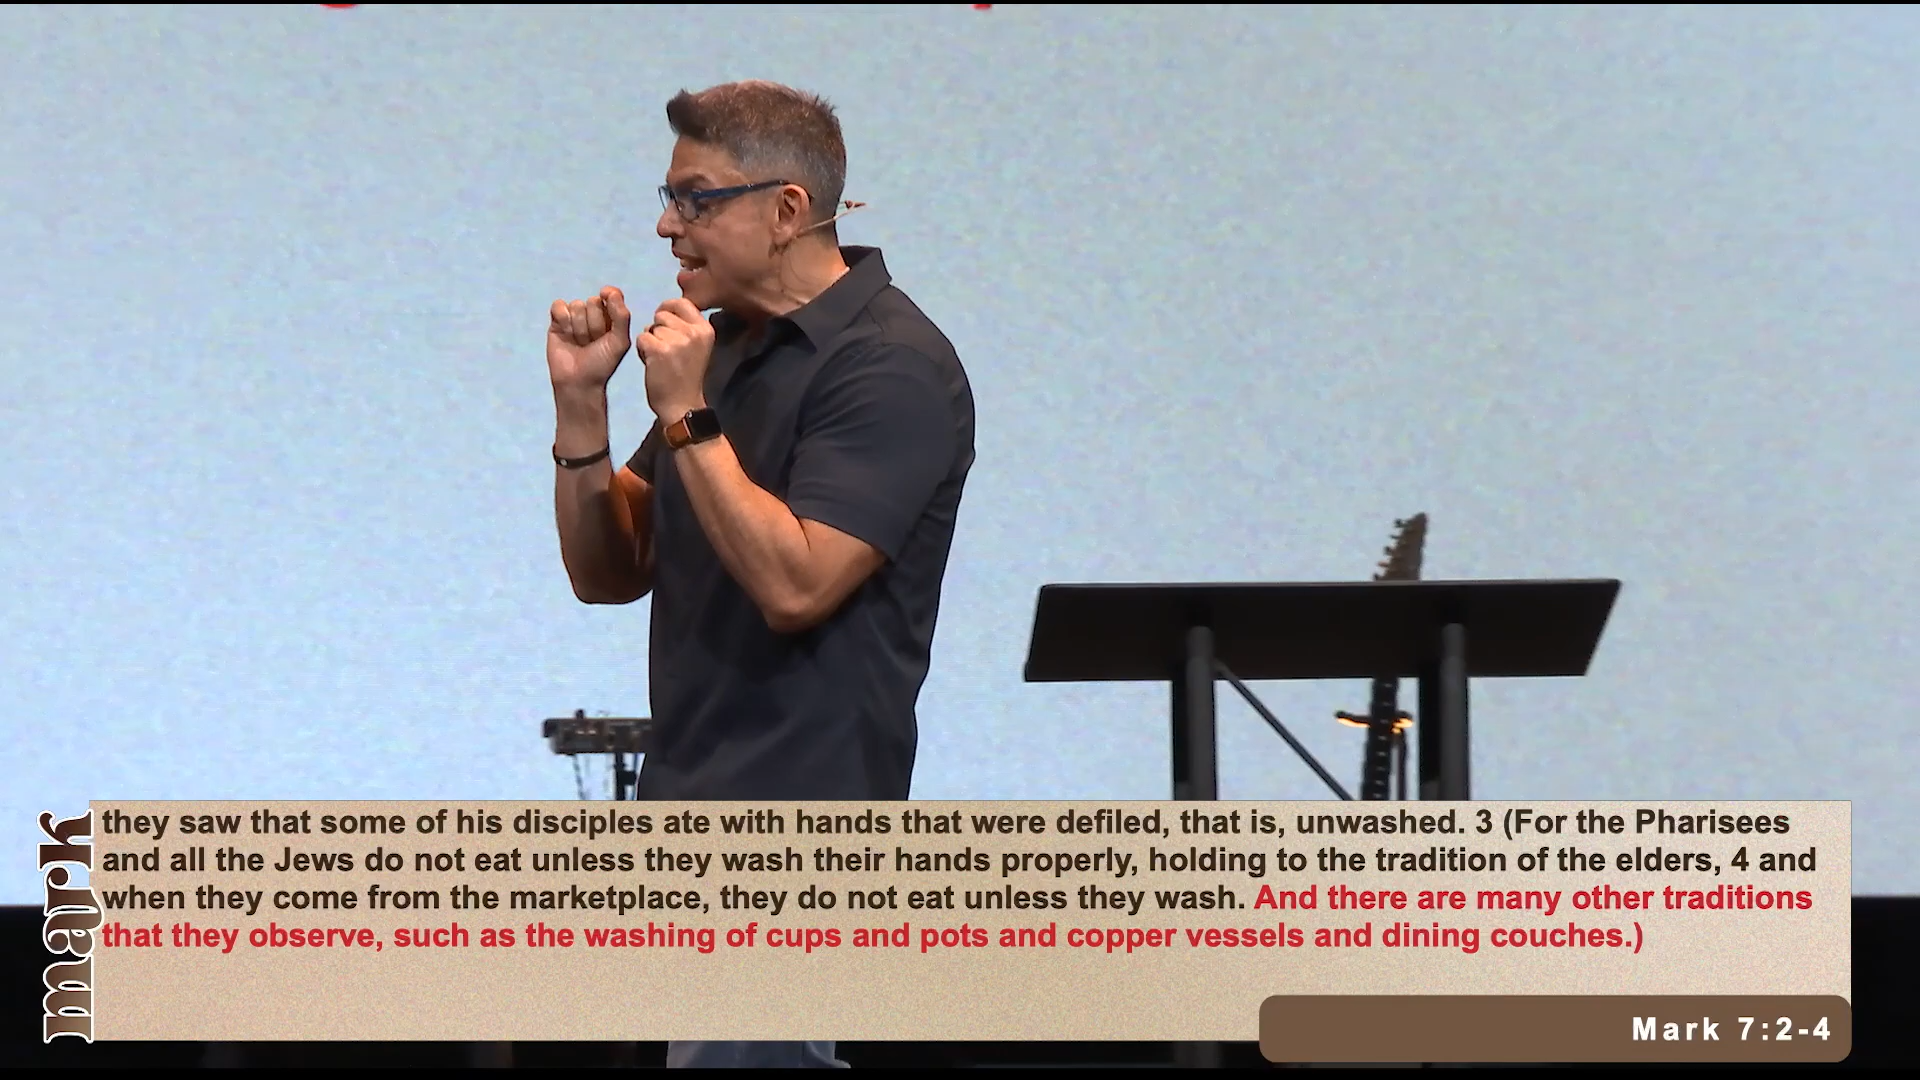 they saw that some of his disciples ate with hands that were defiled, that is, unwashed. 3 (For the Pharisees
and all the Jews do not eat unless they wash their hands properly, holding to the tradition of the elders, 4 and
when they come from the marketplace, they do not eat unless they wash. And there are many other traditions
that they observe, such as the washing of cups and pots and copper vessels and dining couches.)
mark
Mark 7:2-4